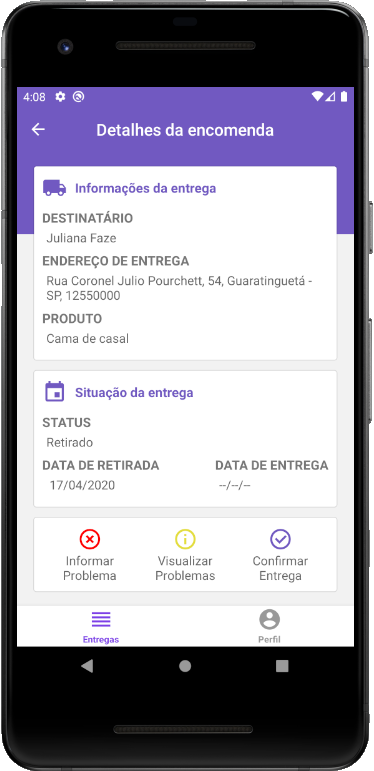 4:08
Detalhes da encomenda
Informações da entrega
DESTINATÁRIO
Juliana Faze
ENDEREÇO DE ENTREGA
Rua Coronel Julio Pourchett, 54, Guaratinguetá -
SP, 12550000
PRODUTO
Cama de casal
Situação da entrega
STATUS
Retirado
DATA DE RETIRADA DATA DE ENTREGA
17/04/2020 --/--/--
Informar Visualizar Confirmar
Problema Problemas Entrega
Entregas Perfil